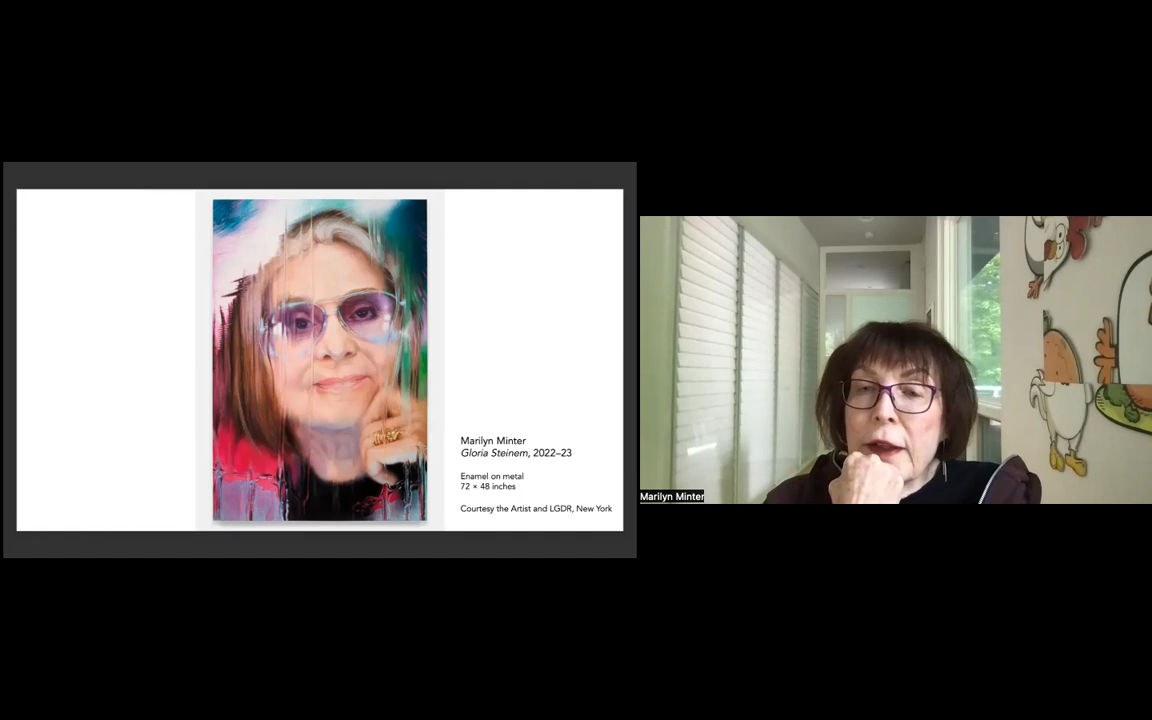 Marilyn Minter
Gloria Steinem, 2022–23
Enamel on metal
72 × 48 inches
Courtesy the Artist and LGDR, New York
Marilyn Minter